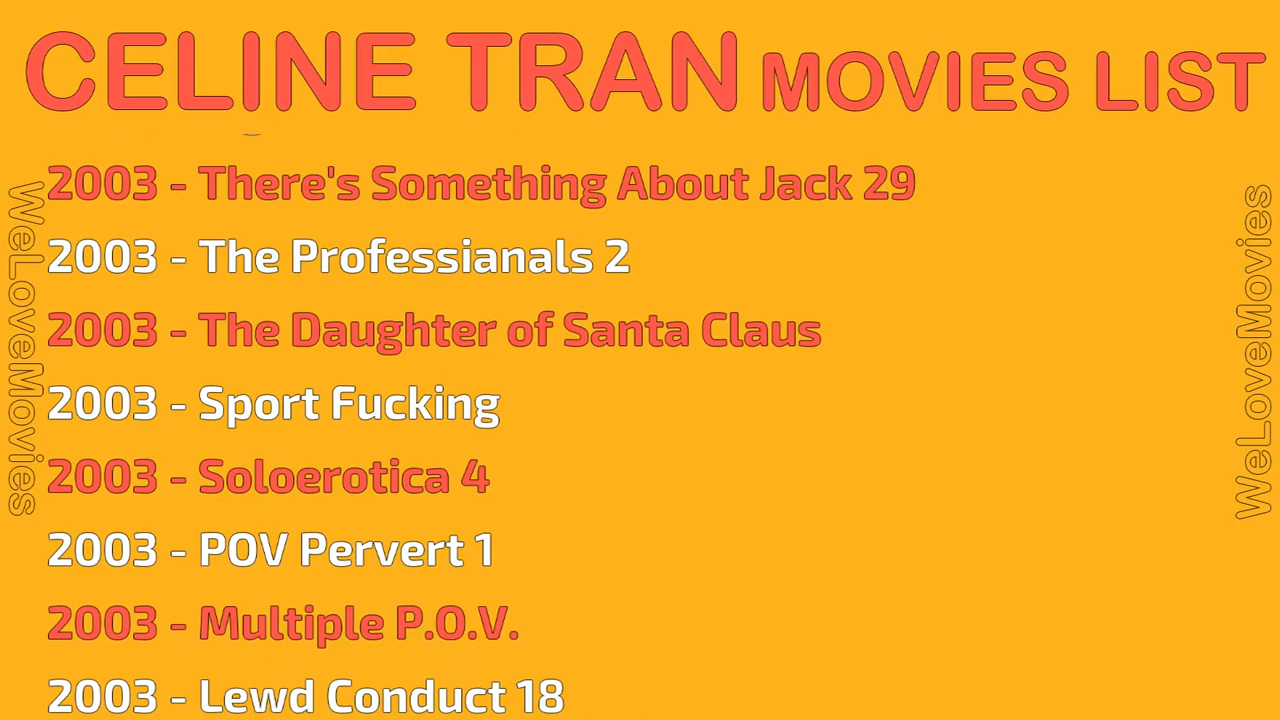 CELINE TRAN MOVIES LIST
2003 - There's Something About Jack 29
2003 - The Professianals 2
2003 - The Daughter of Santa Claus
2003 - Sport Fucking
2003 - Soloerotica 4
2003 - POV Pervert 1
2003 - Multiple P.O.V.
2003 - Lewd Conduct 18
WeLoveMovies
WeLoveMovies